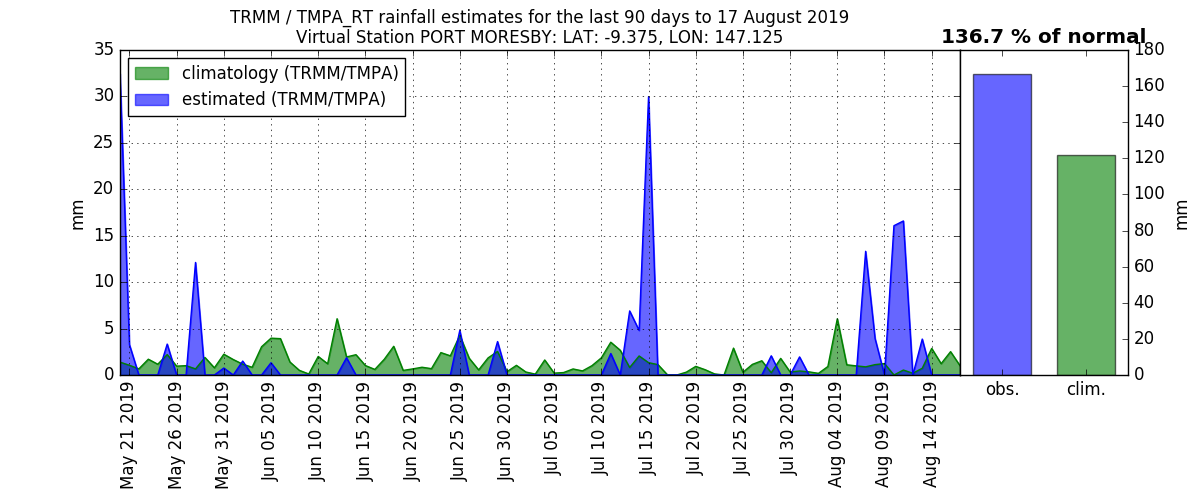 TRMM / TMPA_RT rainfall estimates for the last 90 days to 17 August 2019
Virtual Station PORT MORESBY: LAT: -9.375, LON: 147.125
136.7 % of normal
climatology (TRMM/TMPA)
estimated (TRMM/TMPA)
mm
35
30
25
20
15
10
5
0
May 21 2019
May 26 2019
May 31 2019
Jun 05 2019
Jun 10 2019
Jun 15 2019
Jun 20 2019
Jun 25 2019
Jun 30 2019
Jul 05 2019
Jul 10 2019
Jul 15 2019
Jul 20 2019
Jul 25 2019
Jul 30 2019
Aug 04 2019
Aug 09 2019
Aug 14 2019
obs.
clim.
180
160
140
120
100
80
60
40
20
0
mm